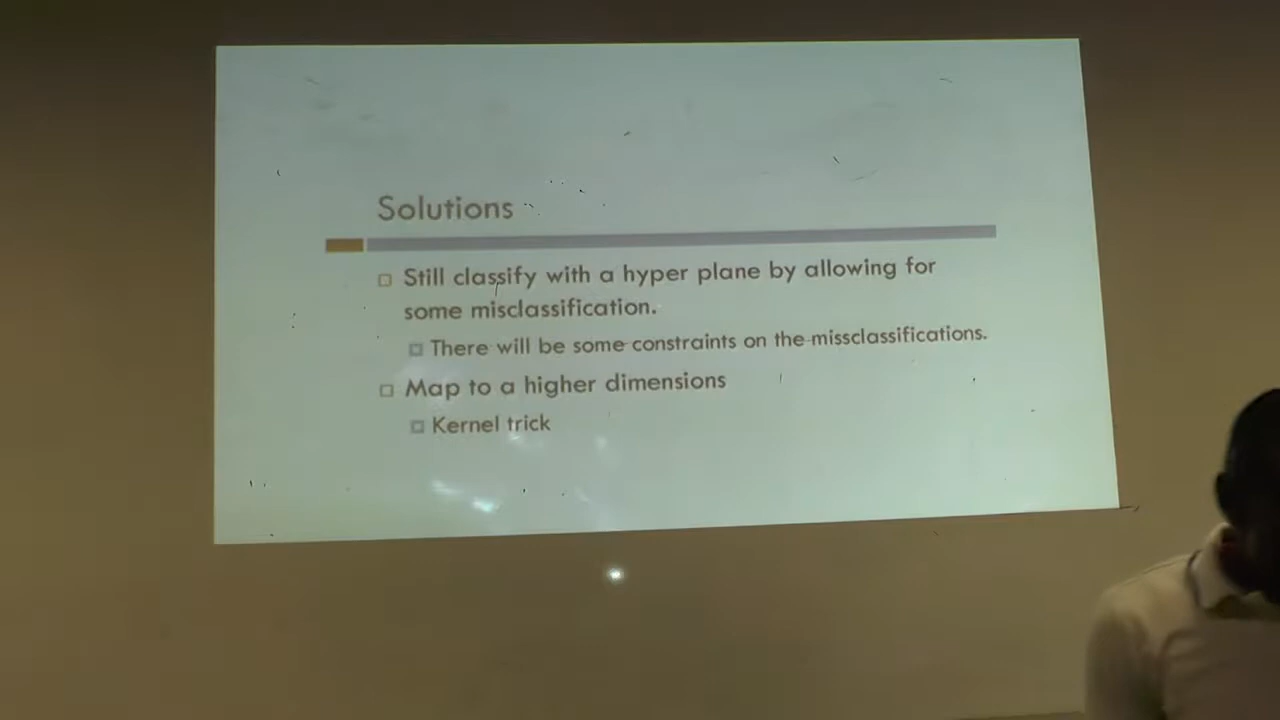 Solutions
Still classify with a hyper plane by allowing for
some misclassification.
There will be some constraints on the missclassifications.
Map to a higher dimensions
Kernel trick